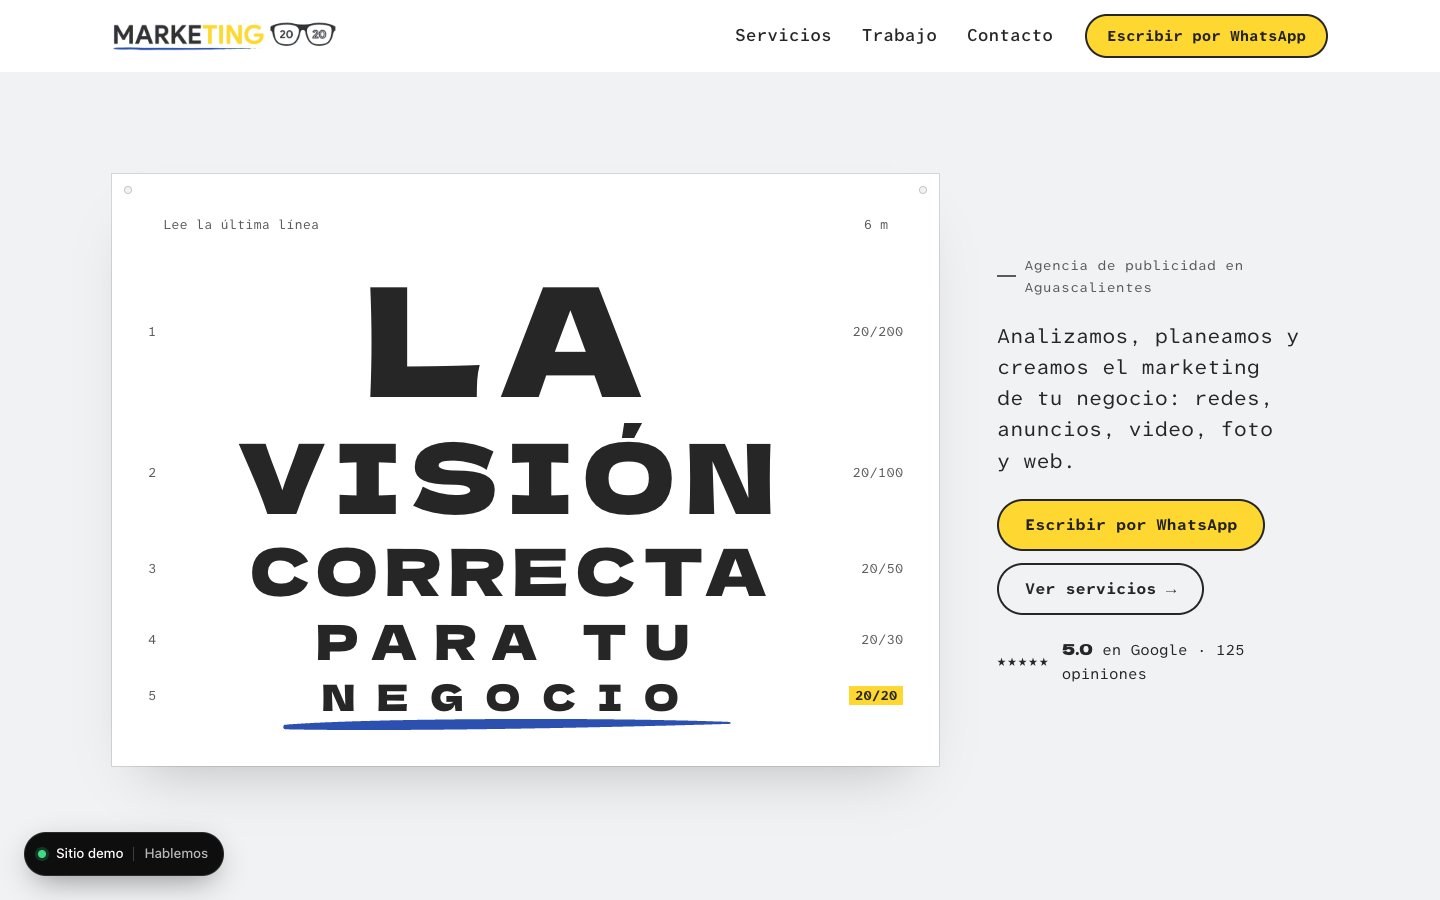 MARKETING 20 20
Servicios
Trabajo
Contacto
Escribir por WhatsApp
Lee la última línea
6 m
1
LA
20/200
2
VISIÓN
20/100
3
CORRECTA
20/50
4
PARA TU
20/30
5
NEGOCIO
20/20
Agencia de publicidad en
Aguascalientes
Analizamos, planeamos y
creamos el marketing
de tu negocio: redes,
anuncios, video, foto
y web.
Escribir por WhatsApp
Ver servicios →
★★★★★ 5.0 en Google · 125
opiniones
Sitio demo
Hablemos